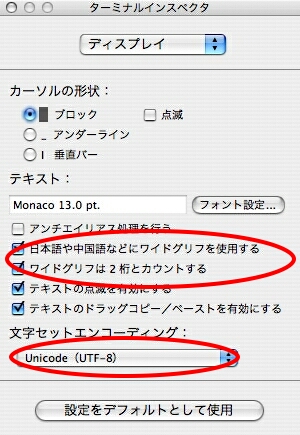 ターミナルインスペクタ
ディスプレイ
カーソルの形状：
ブロック
点滅
_ アンダーライン
| 垂直バー
テキスト：
Monaco 13.0 pt.
フォント設定...
アンチエイリアス処理を行う
日本語や中国語などにワイドグリフを使用する
ワイドグリフは 2 桁とカウントする
テキストの点滅を有効にする
テキストのドラッグコピー／ペーストを有効にする
文字セットエンコーディング：
Unicode（UTF-8）
設定をデフォルトとして使用